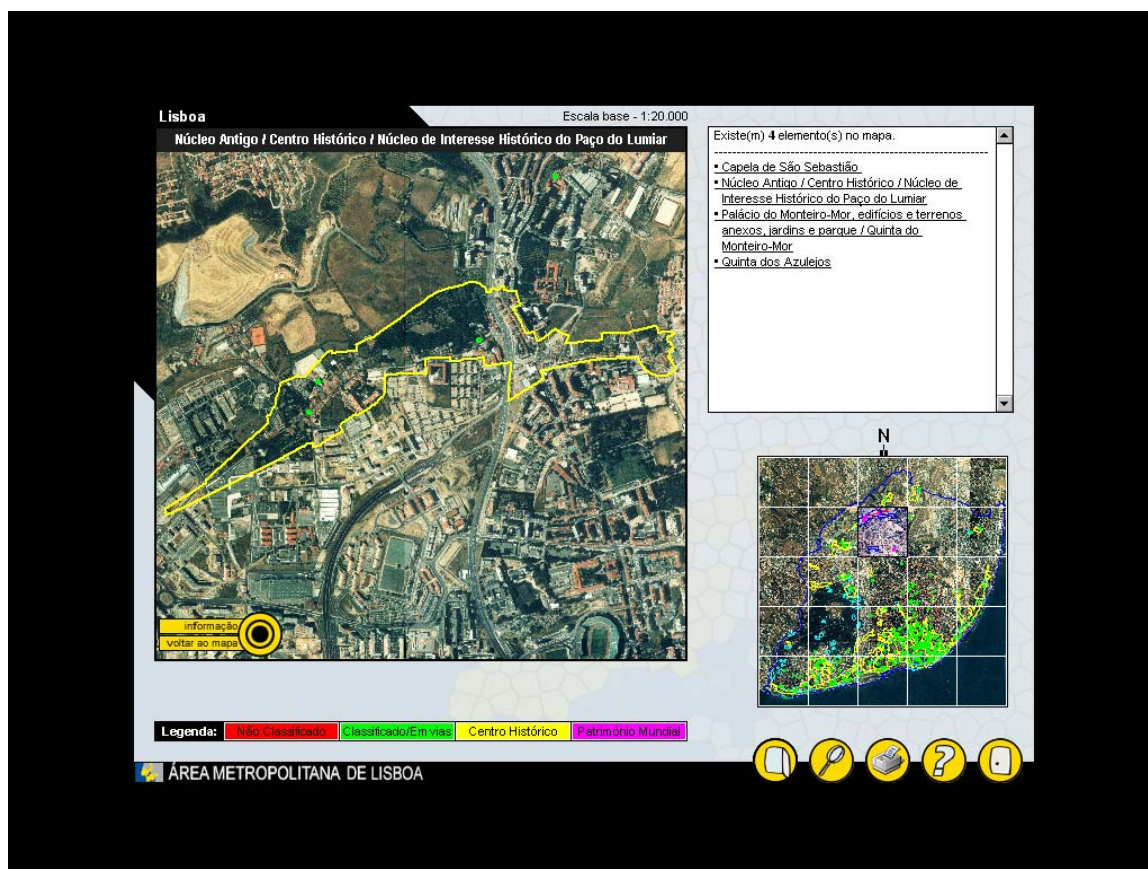 Lisboa
Escala base - 1:20.000
Núcleo Antigo / Centro Histórico / Núcleo de Interesse Histórico do Paço do Lumiar
Existe(m) 4 elemento(s) no mapa.
▪ Capela de São Sebastião
▪ Núcleo Antigo / Centro Histórico / Núcleo de
Interesse Histórico do Paço do Lumiar
▪ Palácio do Monteiro-Mor, edifícios e terrenos
anexos, jardins e parque / Quinta do
Monteiro-Mor
▪ Quinta dos Azulejos
N
informação
voltar ao mapa
Legenda: Não Classificado Classificado/Em vias Centro Histórico Património Mundial
ÁREA METROPOLITANA DE LISBOA
?